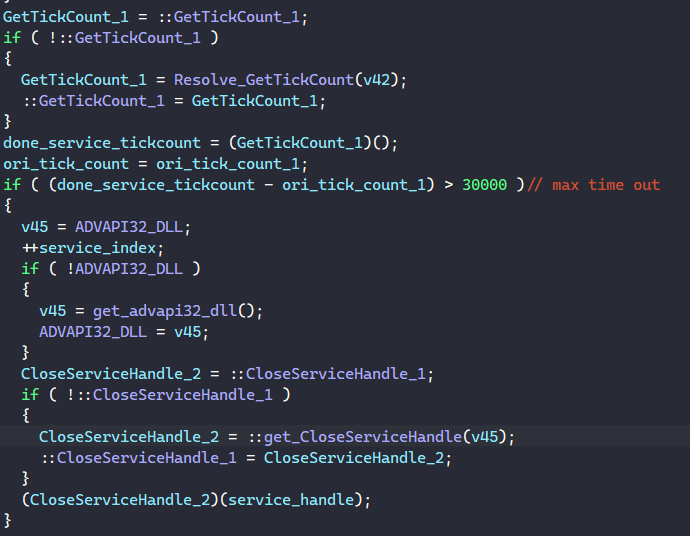 GetTickCount_1 = ::GetTickCount_1;
if ( !::GetTickCount_1 )
{
  GetTickCount_1 = Resolve_GetTickCount(v42);
  ::GetTickCount_1 = GetTickCount_1;
}
done_service_tickcount = (GetTickCount_1)();
ori_tick_count = ori_tick_count_1;
if ( (done_service_tickcount - ori_tick_count_1) > 30000 )// max time out
{
  v45 = ADVAPI32_DLL;
  ++service_index;
  if ( !ADVAPI32_DLL )
  {
    v45 = get_advapi32_dll();
    ADVAPI32_DLL = v45;
  }
  CloseServiceHandle_2 = ::CloseServiceHandle_1;
  if ( !::CloseServiceHandle_1 )
  {
    CloseServiceHandle_2 = ::get_CloseServiceHandle(v45);
    ::CloseServiceHandle_1 = CloseServiceHandle_2;
  }
  (CloseServiceHandle_2)(service_handle);
}